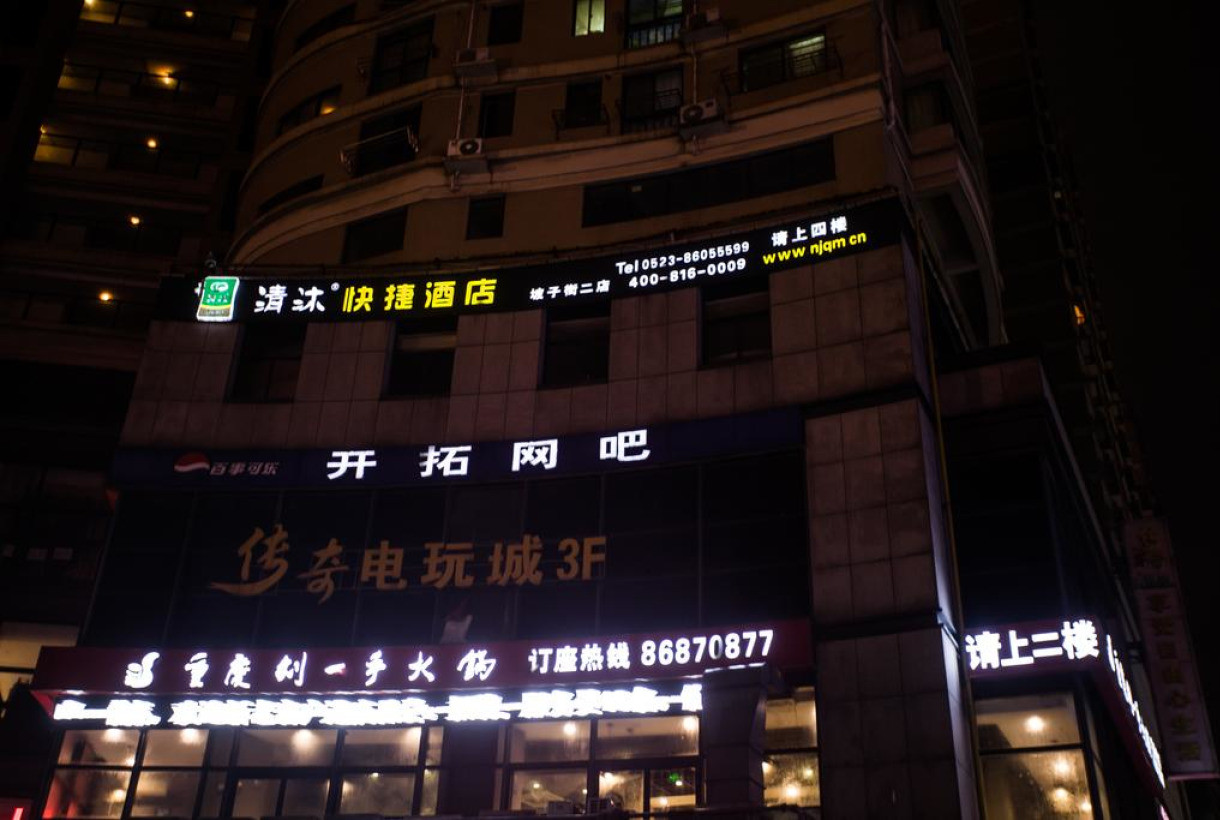 清沐®快捷酒店
坡子街二店
Tel 0523-86055599
400-816-0009
请上四楼
www njqm cn
百事可乐
开拓网吧
传奇电玩城3F
重庆刘一手火锅
订座热线 86870877
请上二楼